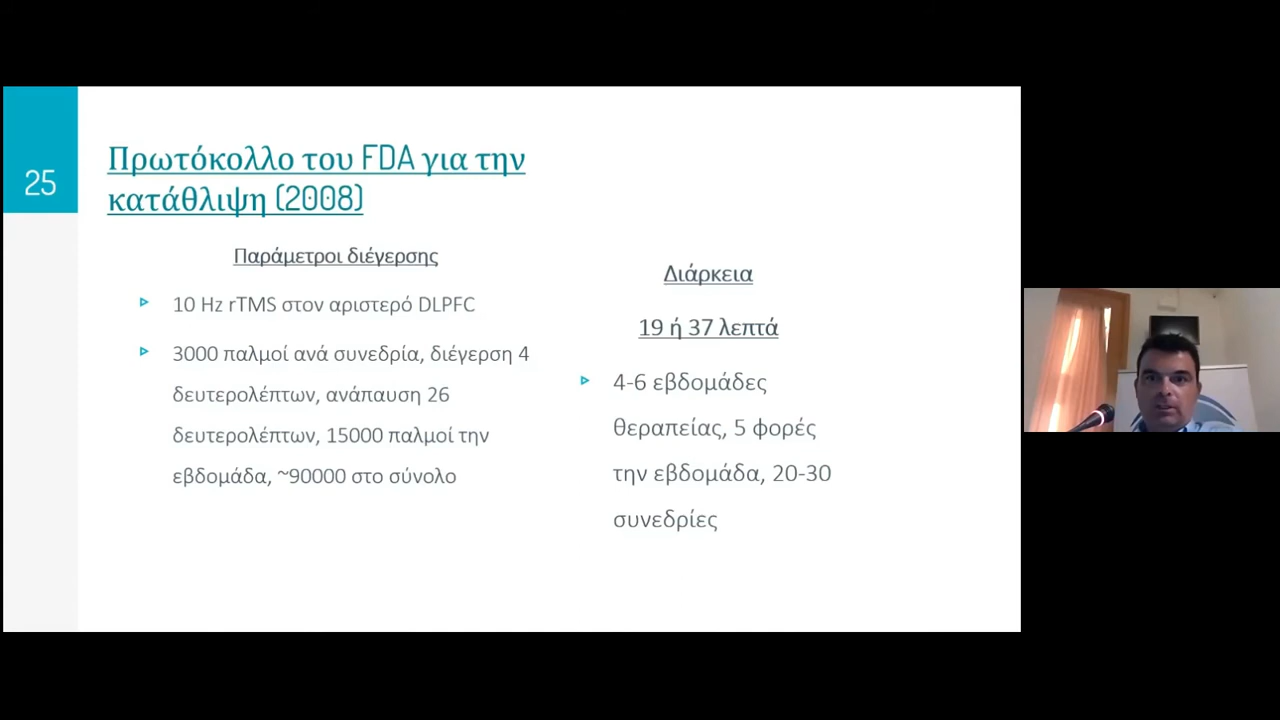 25
Πρωτόκολλο του FDA για την
κατάθλιψη (2008)
Παράμετροι διέγερσης
10 Hz rTMS στον αριστερό DLPFC
3000 παλμοί ανά συνεδρία, διέγερση 4
δευτερολέπτων, ανάπαυση 26
δευτερολέπτων, 15000 παλμοί την
εβδομάδα, ~90000 στο σύνολο
Διάρκεια
19 ή 37 λεπτά
4-6 εβδομάδες
θεραπείας, 5 φορές
την εβδομάδα, 20-30
συνεδρίες